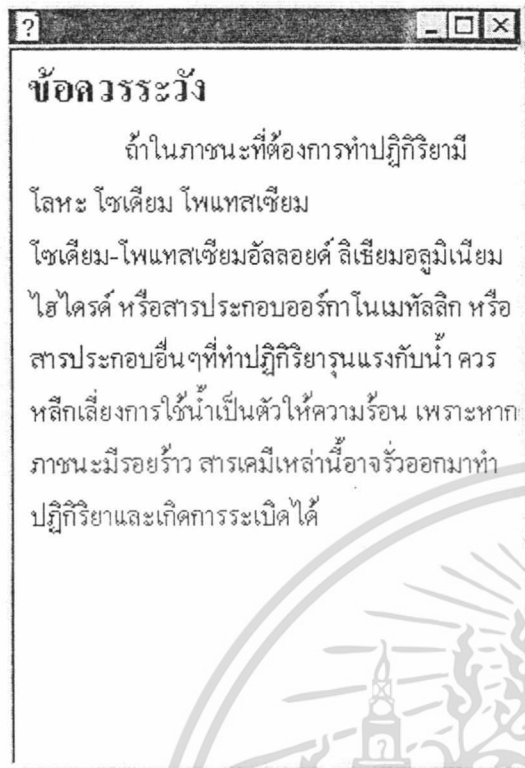 ?
ข้อควรระวัง
ถ้าในภาชนะที่ต้องการทำปฏิกิริยามี
โลหะ โซเดียม โพแทสเซียม
โซเดียม-โพแทสเซียมอัลลอยด์ ลิเธียมอลูมิเนียม
ไฮไดรด์ หรือสารประกอบออร์กาโนเมทัลลิก หรือ
สารประกอบอื่นๆที่ทำปฏิกิริยารุนแรงกับน้ำ ควร
หลีกเลี่ยงการใช้น้ำเป็นตัวให้ความร้อน เพราะหาก
ภาชนะมีรอยร้าว สารเคมีเหล่านี้อาจรั่วออกมาทำ
ปฏิกิริยาและเกิดการระเบิดได้